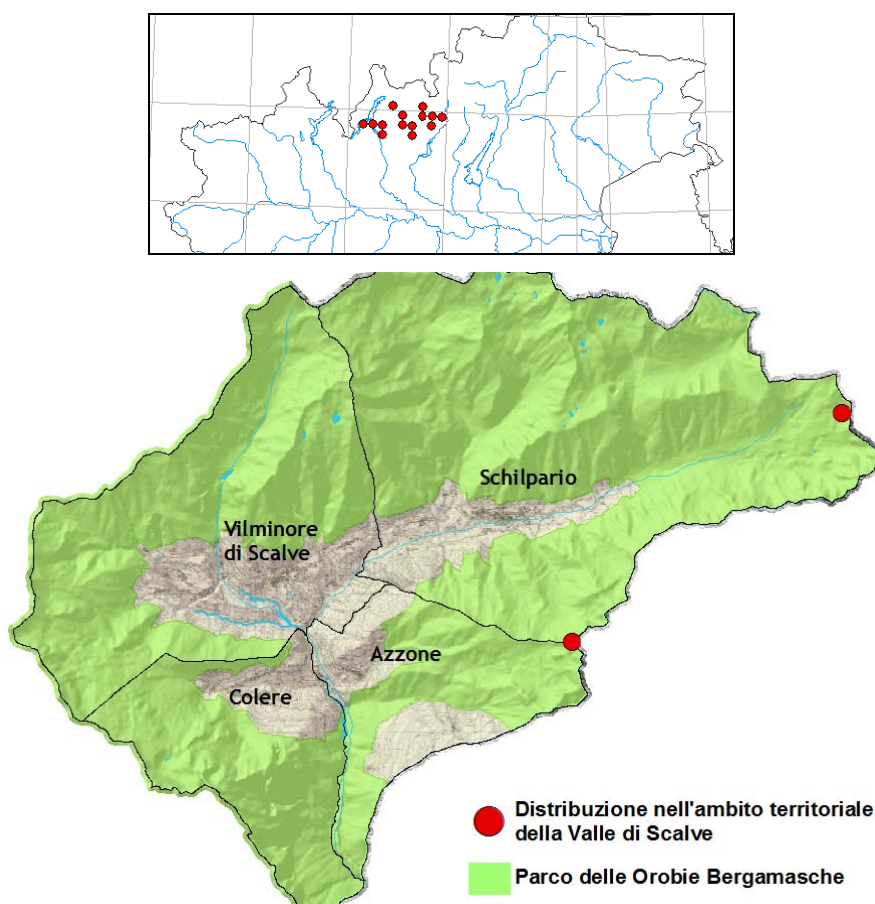 Schilpario
Vilminore
di Scalve
Azzone
Colere
Distribuzione nell'ambito territoriale
della Valle di Scalve
Parco delle Orobie Bergamasche